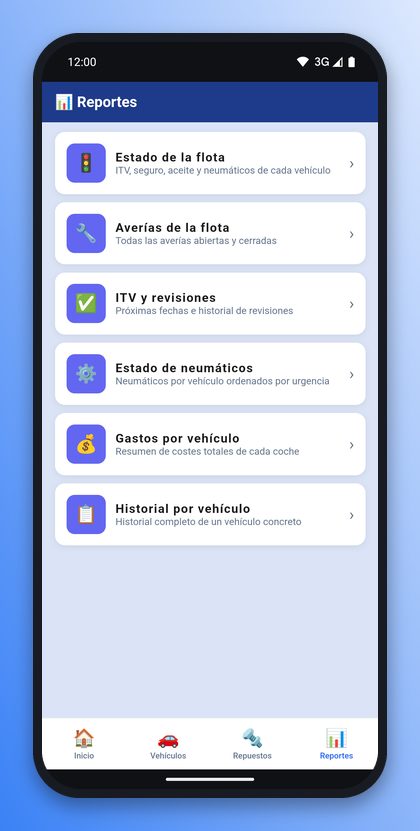 12:00
3G
Reportes
Estado de la flota
ITV, seguro, aceite y neumáticos de cada vehículo
Averías de la flota
Todas las averías abiertas y cerradas
ITV y revisiones
Próximas fechas e historial de revisiones
Estado de neumáticos
Neumáticos por vehículo ordenados por urgencia
Gastos por vehículo
Resumen de costes totales de cada coche
Historial por vehículo
Historial completo de un vehículo concreto
Inicio
Vehículos
Repuestos
Reportes